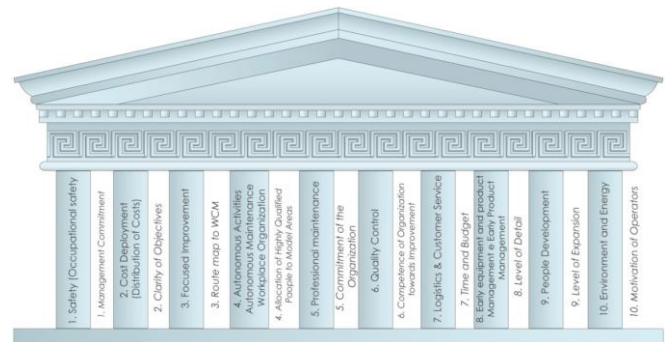 1. Safety (Occupational safety)
1. Management Commitment
2. Cost Deployment
(Distribution of Costs)
2. Clarity of Objectives
3. Focused Improvement
3. Route map to WCM
4. Autonomous Activities
Autonomous Maintenance
Workplace Organization
4. Allocation of Highly Qualified
People to Model Areas
5. Professional maintenance
5. Commitment of the
Organization
6. Quality Control
6. Competence of Organization
towards Improvement
7. Logistics & Customer Service
7. Time and Budget
8. Early equipment and product
Management e Early Product
Management
8. Level of Detail
9. People Development
9. Level of Expansion
10. Environment and Energy
10. Motivation of Operators